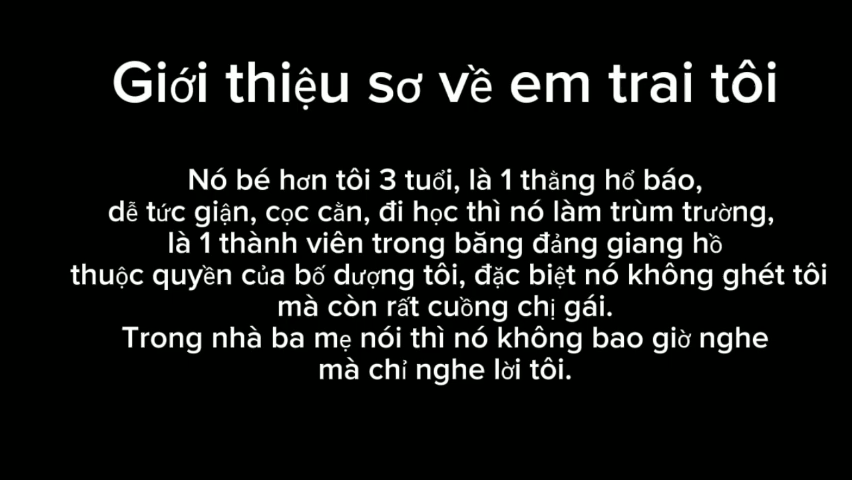 Giới thiệu sơ về em trai tôi
Nó bé hơn tôi 3 tuổi, là 1 thằng hổ báo,
dễ tức giận, cọc cằn, đi học thì nó làm trùm trường,
là 1 thành viên trong băng đảng giang hồ
thuộc quyền của bố dượng tôi, đặc biệt nó không ghét tôi
mà còn rất cuồng chị gái.
Trong nhà ba mẹ nói thì nó không bao giờ nghe
mà chỉ nghe lời tôi.